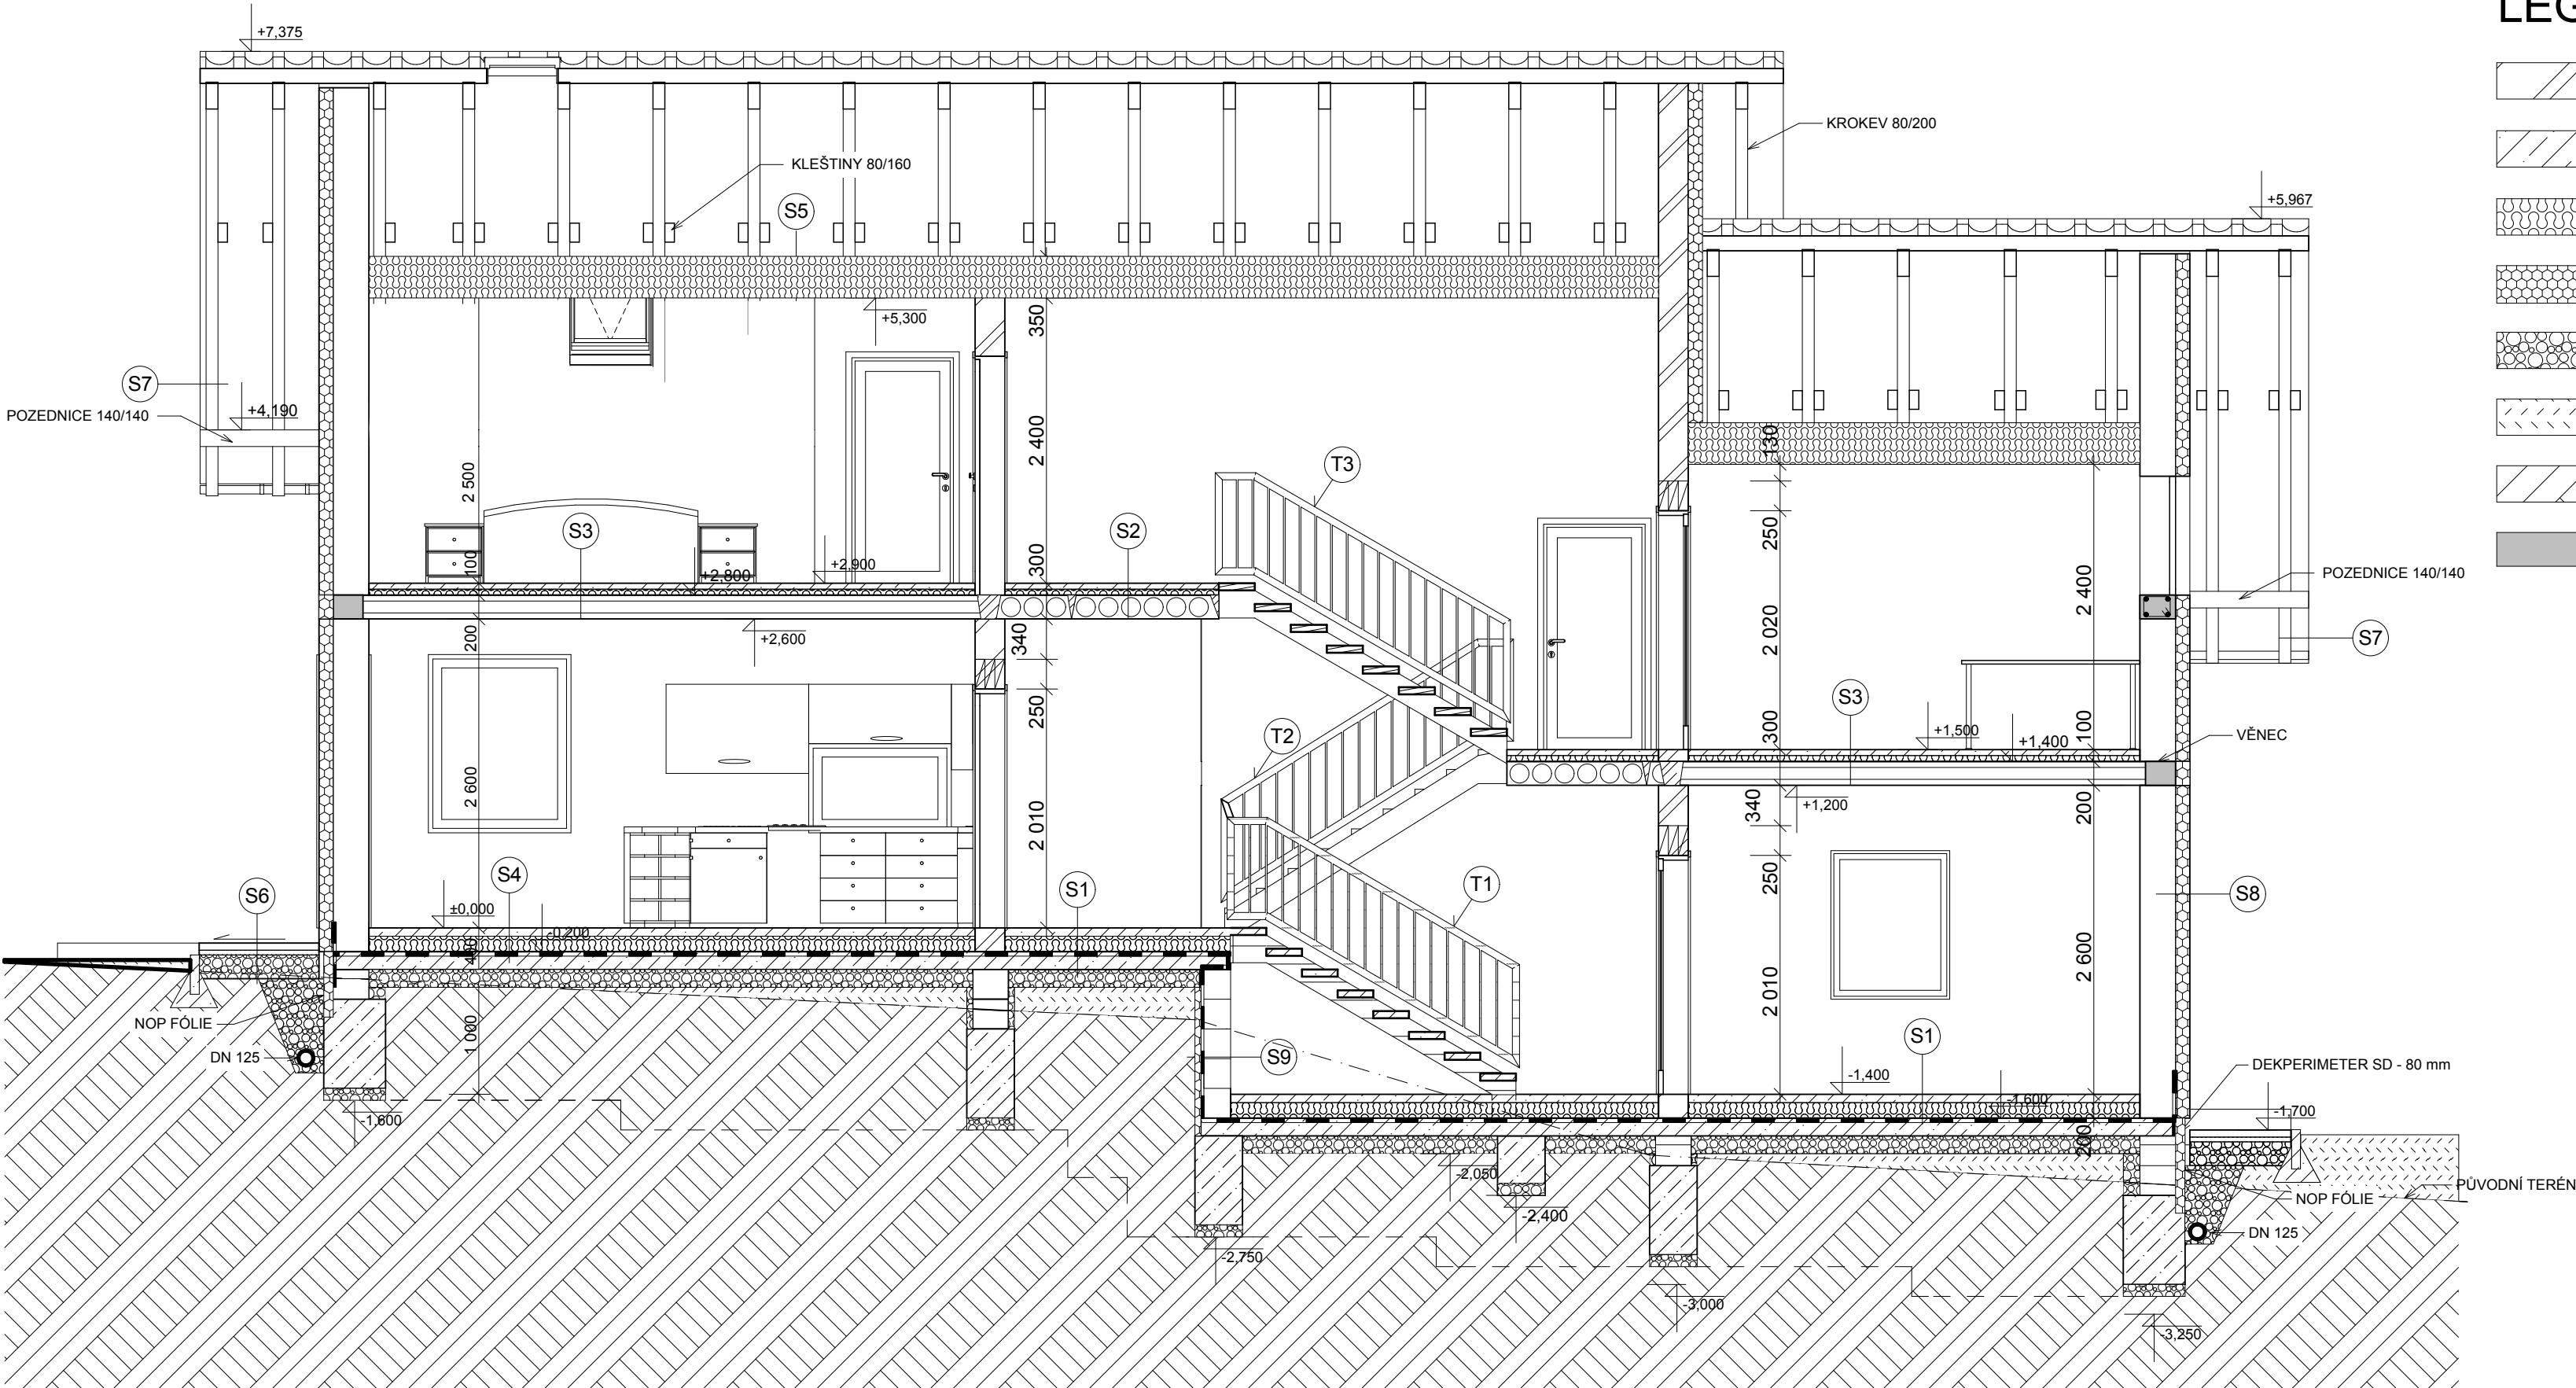 LEG
+7,375
KROKEV 80/200
KLEŠTINY 80/160
S5
+5,967
350
+5,300
S7
+4,190
POZEDNICE 140/140
2 400
130
2 500
T3
S3
S2
250
100
+2,800
+2,900
300
2 400
POZEDNICE 140/140
200
+2,600
340
2 020
S7
S3
250
T2
300
+1,500
+1,400
100
VĚNEC
2 600
2 010
340
+1,200
200
S4
S1
T1
250
S6
S8
±0,000
-0,200
400
2 600
2 010
NOP FÓLIE
1 000
DN 125
S9
S1
DEKPERIMETER SD - 80 mm
-1,400
-1,600
-1,600
-1,700
200
-2,050
PŮVODNÍ TERÉN
NOP FÓLIE
-2,400
DN 125
-2,750
-3,000
-3,250